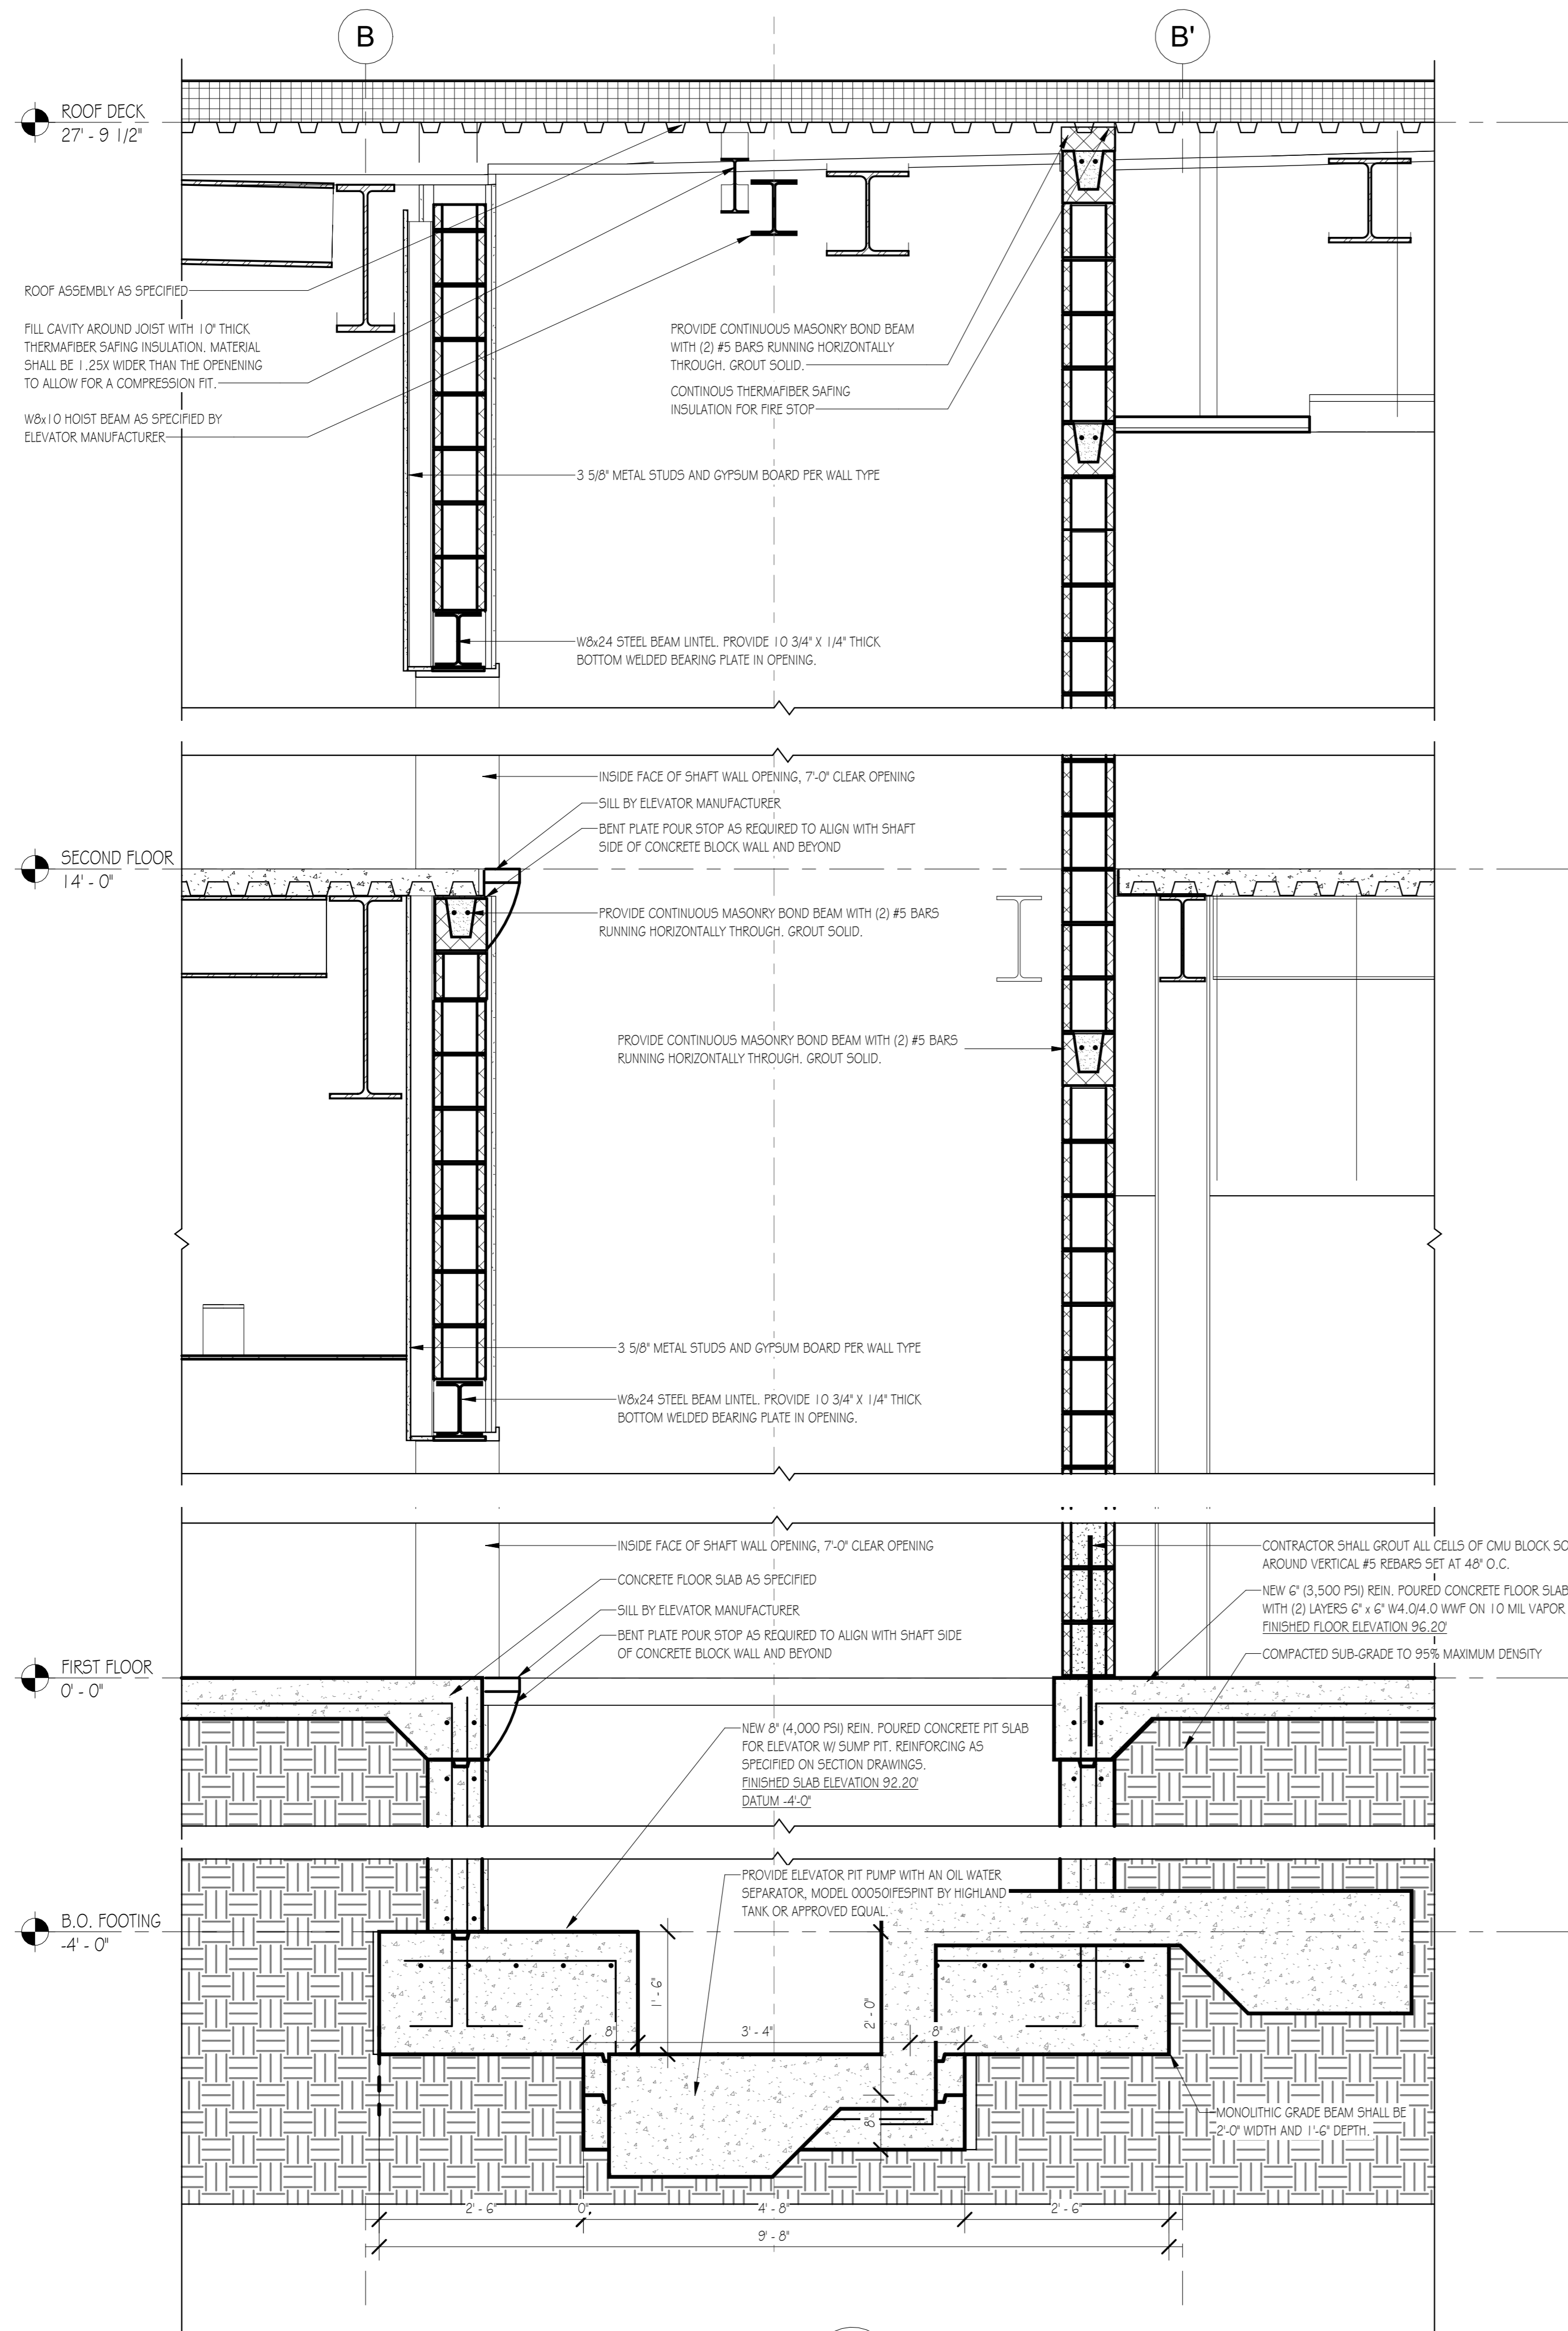 B
B'
ROOF DECK
27' - 9 1/2"
ROOF ASSEMBLY AS SPECIFIED
FILL CAVITY AROUND JOIST WITH 10" THICK
THERMAFIBER SAFING INSULATION. MATERIAL
SHALL BE 1.25X WIDER THAN THE OPENENING
TO ALLOW FOR A COMPRESSION FIT.
W8x10 HOIST BEAM AS SPECIFIED BY
ELEVATOR MANUFACTURER
PROVIDE CONTINUOUS MASONRY BOND BEAM
WITH (2) #5 BARS RUNNING HORIZONTALLY
THROUGH. GROUT SOLID.
CONTINOUS THERMAFIBER SAFING
INSULATION FOR FIRE STOP
3 5/8" METAL STUDS AND GYPSUM BOARD PER WALL TYPE
W8x24 STEEL BEAM LINTEL. PROVIDE 10 3/4" X 1/4" THICK
BOTTOM WELDED BEARING PLATE IN OPENING.
INSIDE FACE OF SHAFT WALL OPENING, 7'-0" CLEAR OPENING
SILL BY ELEVATOR MANUFACTURER
BENT PLATE POUR STOP AS REQUIRED TO ALIGN WITH SHAFT
SIDE OF CONCRETE BLOCK WALL AND BEYOND
SECOND FLOOR
14' - 0"
PROVIDE CONTINUOUS MASONRY BOND BEAM WITH (2) #5 BARS
RUNNING HORIZONTALLY THROUGH. GROUT SOLID.
PROVIDE CONTINUOUS MASONRY BOND BEAM WITH (2) #5 BARS
RUNNING HORIZONTALLY THROUGH. GROUT SOLID.
3 5/8" METAL STUDS AND GYPSUM BOARD PER WALL TYPE
W8x24 STEEL BEAM LINTEL. PROVIDE 10 3/4" X 1/4" THICK
BOTTOM WELDED BEARING PLATE IN OPENING.
INSIDE FACE OF SHAFT WALL OPENING, 7'-0" CLEAR OPENING
CONCRETE FLOOR SLAB AS SPECIFIED
SILL BY ELEVATOR MANUFACTURER
BENT PLATE POUR STOP AS REQUIRED TO ALIGN WITH SHAFT SIDE
OF CONCRETE BLOCK WALL AND BEYOND
CONTRACTOR SHALL GROUT ALL CELLS OF CMU BLOCK SO
AROUND VERTICAL #5 REBARS SET AT 48" O.C.
NEW 6" (3,500 PSI) REIN. POURED CONCRETE FLOOR SLAB
WITH (2) LAYERS 6" x 6" W4.0/4.0 WWF ON 10 MIL VAPOR
FINISHED FLOOR ELEVATION 96.20'
COMPACTED SUB-GRADE TO 95% MAXIMUM DENSITY
FIRST FLOOR
0' - 0"
NEW 8" (4,000 PSI) REIN. POURED CONCRETE PIT SLAB
FOR ELEVATOR W/ SUMP PIT. REINFORCING AS
SPECIFIED ON SECTION DRAWINGS.
FINISHED SLAB ELEVATION 92.20'
DATUM -4'-0"
PROVIDE ELEVATOR PIT PUMP WITH AN OIL WATER
SEPARATOR, MODEL 00050IFESPINT BY HIGHLAND
TANK OR APPROVED EQUAL.
B.O. FOOTING
-4' - 0"
1' - 6"
2' - 0"
8"
3' - 4"
8"
8"
MONOLITHIC GRADE BEAM SHALL BE
2'-0" WIDTH AND 1'-6" DEPTH.
2' - 6"
0"
4' - 8"
2' - 6"
9' - 8"